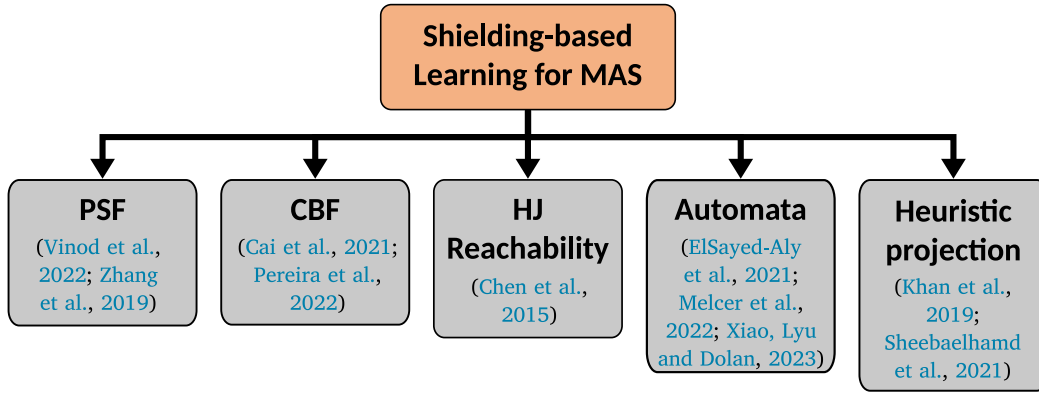 Shielding-based
Learning for MAS
PSF
(Vinod et al.,
2022; Zhang
et al., 2019)
CBF
(Cai et al., 2021;
Pereira et al.,
2022)
HJ
Reachability
(Chen et al.,
2015)
Automata
(ElSayed-Aly
et al., 2021;
Melcer et al.,
2022; Xiao, Lyu
and Dolan, 2023)
Heuristic
projection
(Khan et al.,
2019;
Sheebaelhamd
et al., 2021)